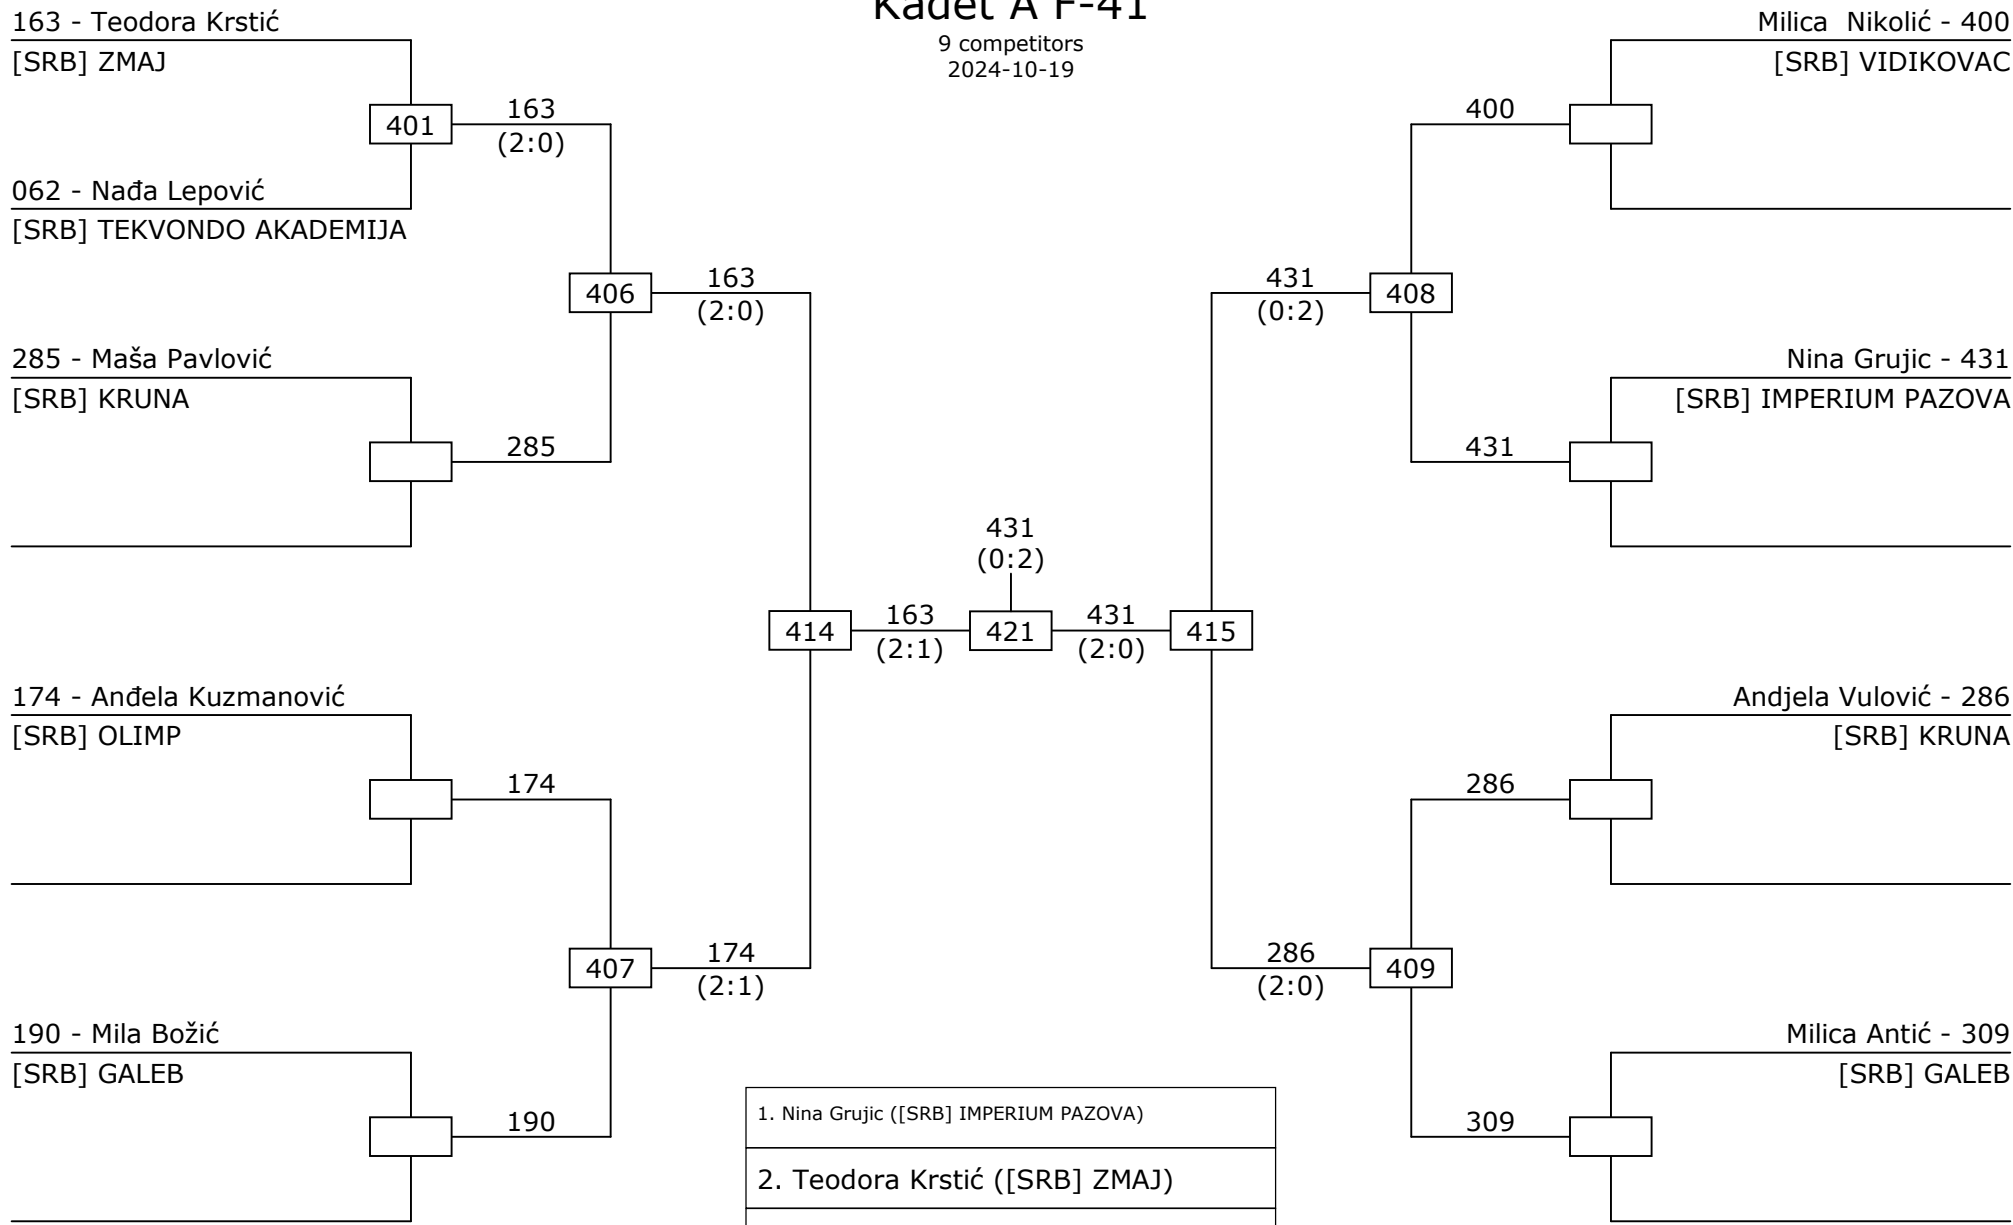 Kadet A F-41
9 competitors
2024-10-19
163 - Teodora Krstić
[SRB] ZMAJ
401
163
(2:0)
062 - Nađa Lepović
[SRB] TEKVONDO AKADEMIJA
406
163
(2:0)
285 - Maša Pavlović
[SRB] KRUNA
285
414
163
(2:1)
174 - Anđela Kuzmanović
[SRB] OLIMP
174
407
174
(2:1)
190 - Mila Božić
[SRB] GALEB
190
431
(0:2)
421
Milica  Nikolić - 400
[SRB] VIDIKOVAC
400
431
(0:2)
408
Nina Grujic - 431
[SRB] IMPERIUM PAZOVA
431
431
(2:0)
415
Andjela Vulović - 286
[SRB] KRUNA
286
286
(2:0)
409
Milica Antić - 309
[SRB] GALEB
309
1. Nina Grujic ([SRB] IMPERIUM PAZOVA)
2. Teodora Krstić ([SRB] ZMAJ)